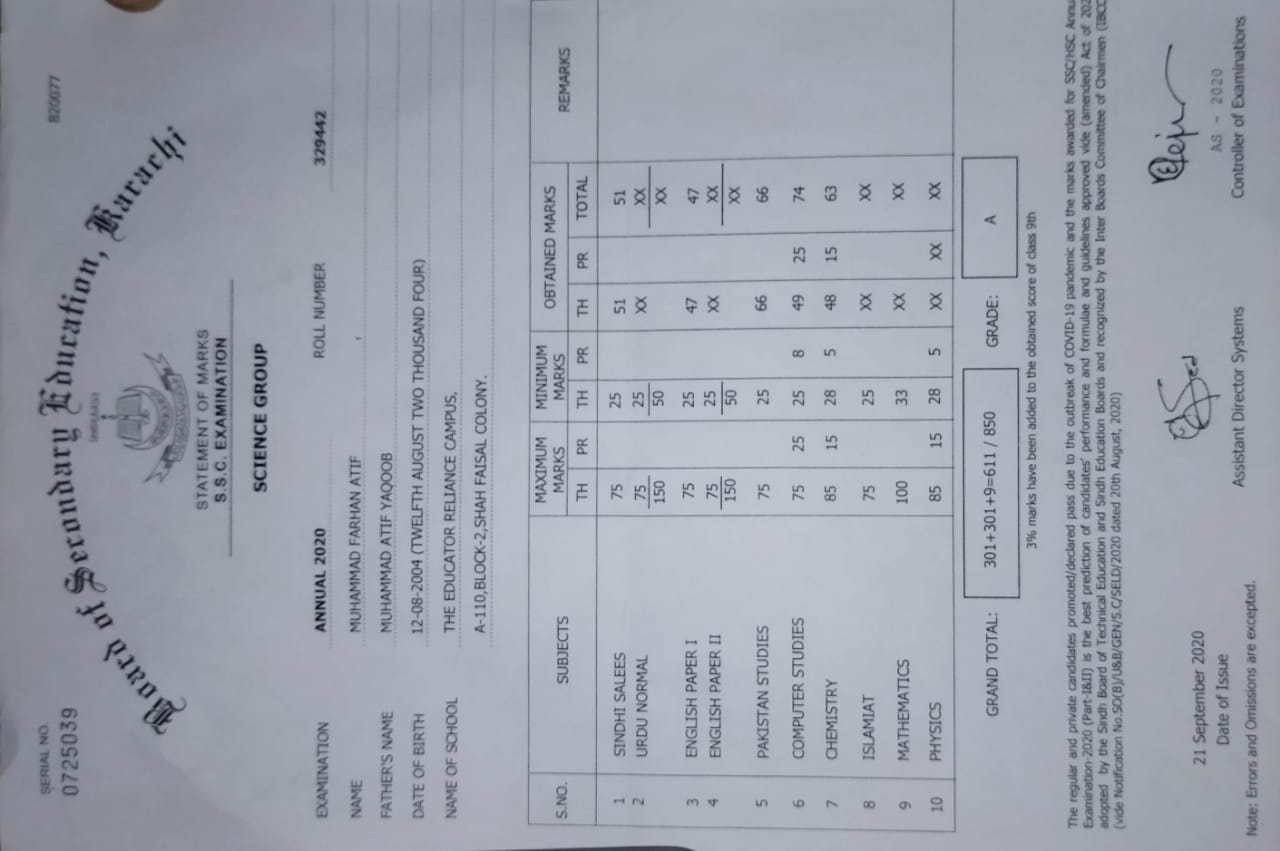 SERIAL NO.
0725039
820077
Board of Secondary Education, Karachi
STATEMENT OF MARKS
S.S.C. EXAMINATION
SCIENCE GROUP
EXAMINATION ANNUAL 2020 ROLL NUMBER 329442
NAME MUHAMMAD FARHAN ATIF
FATHER'S NAME MUHAMMAD ATIF YAQOOB
DATE OF BIRTH 12-08-2004 (TWELFTH AUGUST TWO THOUSAND FOUR)
NAME OF SCHOOL THE EDUCATOR RELIANCE CAMPUS,
A-110,BLOCK-2,SHAH FAISAL COLONY.
S.NO. SUBJECTS MAXIMUM MARKS MINIMUM MARKS OBTAINED MARKS REMARKS
TH PR TH PR TH PR TOTAL
1 SINDHI SALEES 75 25 51 51
2 URDU NORMAL 75 25 XX XX
150 50 XX
3 ENGLISH PAPER I 75 25 47 47
4 ENGLISH PAPER II 75 25 XX XX
150 50 XX
5 PAKISTAN STUDIES 75 25 66 66
6 COMPUTER STUDIES 75 25 25 8 49 25 74
7 CHEMISTRY 85 15 28 5 48 15 63
8 ISLAMIAT 75 25 XX XX
9 MATHEMATICS 100 33 XX XX
10 PHYSICS 85 15 28 5 XX XX XX
GRAND TOTAL: 301+301+9=611 / 850 GRADE: A
3% marks have been added to the obtained score of class 9th
The regular and private candidates promoted/declared pass due to the outbreak of COVID-19 pandemic and the marks awarded for SSC/HSC
Examination-2020 (Part-I&II) is the best prediction of candidates' performance and formulae and guidelines approved vide (amended) Act of
adopted by the Sindh Board of Technical Education and Sindh Education Boards and recognized by the Inter Boards Committee of Chairmen (IBCC
(vide Notification No.SO(B)/U&B/GEN/S.C/SELD/2020 dated 20th August, 2020)
21 September 2020
Date of Issue
Assistant Director Systems
AS - 2020
Controller of Examinations
Note: Errors and Omissions are excepted.